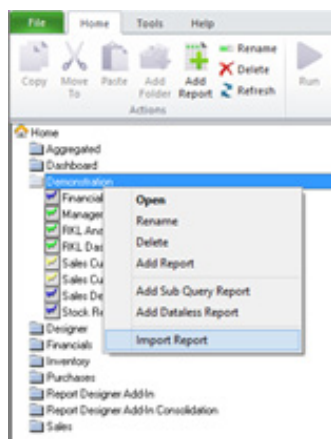 File Home Tools Help
Copy
Move To
Paste
Add Folder
Add Report
Rename
Delete
Refresh
Run
Actions
Home
Aggregated
Dashboard
Demonstration
Financial
Manager
RKL Ana
RKL Das
Sales Cu
Sales Cu
Sales De
Stock Re
Open
Rename
Delete
Add Report
Add Sub Query Report
Add Dataless Report
Import Report
Designer
Financials
Inventory
Purchases
Report Designer Add-In
Report Designer Add-In Consolidation
Sales